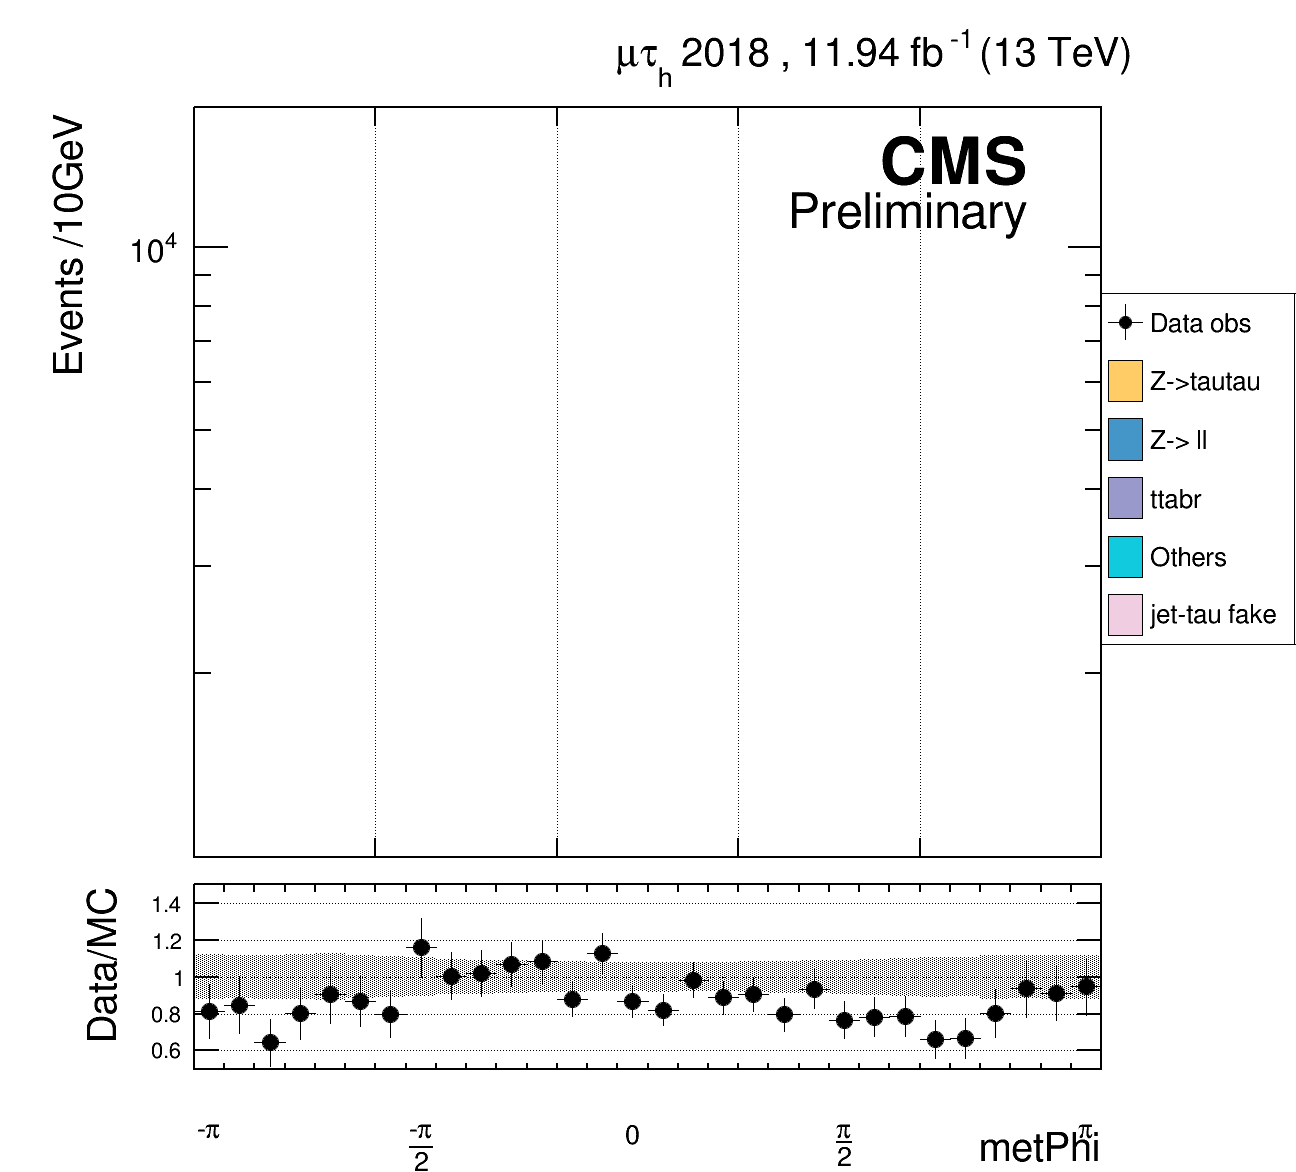 μτh 2018 , 11.94 fb-1 (13 TeV)
CMS
Preliminary
Events /10GeV
10^4
Data obs
Z->tautau
Z-> ll
ttabr
Others
jet-tau fake
Data/MC
1.4
1.2
1
0.8
0.6
-π
-π/2
0
π/2
π
metPhi